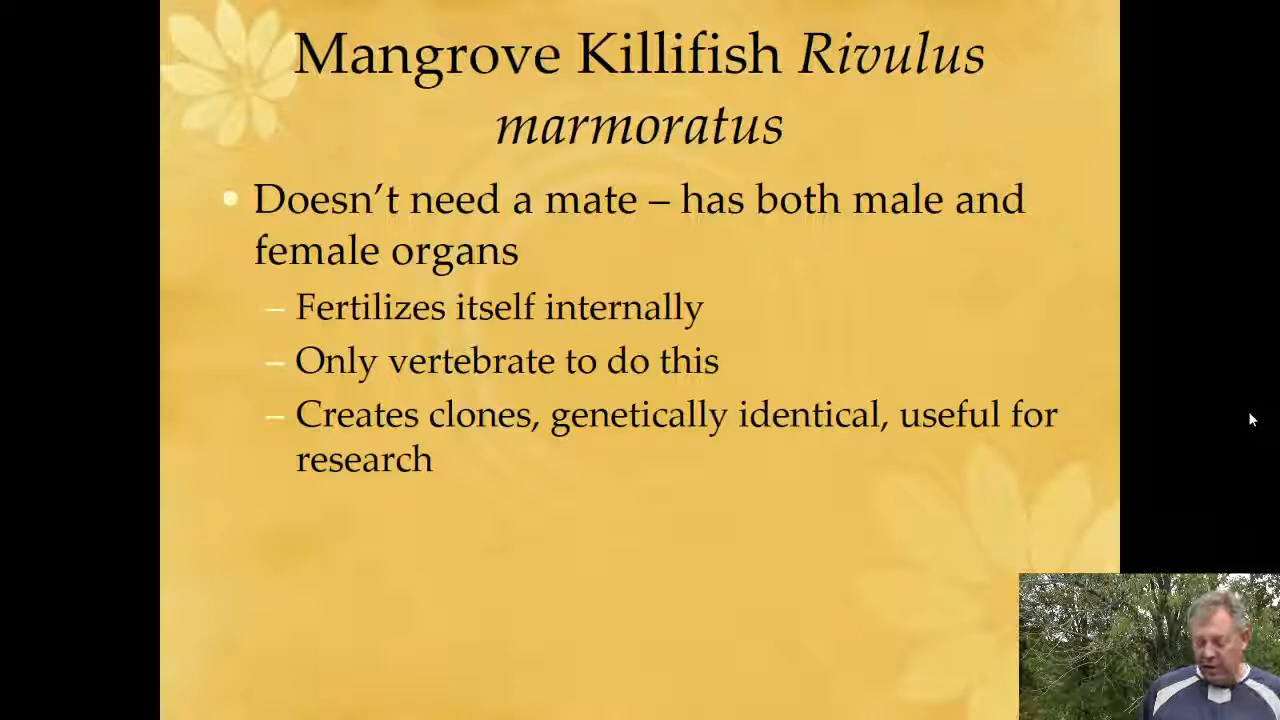 Mangrove Killifish Rivulus
marmoratus
• Doesn’t need a mate – has both male and
female organs
– Fertilizes itself internally
– Only vertebrate to do this
– Creates clones, genetically identical, useful for
research